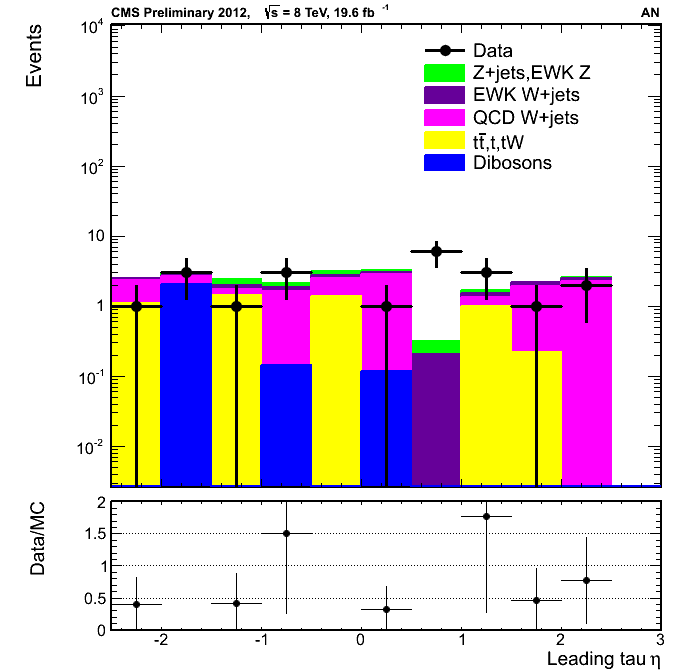 CMS Preliminary 2012, √s = 8 TeV, 19.6 fb⁻¹ AN
Events
10⁴
10³
10²
10
1
10⁻¹
10⁻²
Data
Z+jets,EWK Z
EWK W+jets
QCD W+jets
tt̅,t,tW
Dibosons
Data/MC
2
1.5
1
0.5
0
-2 -1 0 1 2 3
Leading tau η